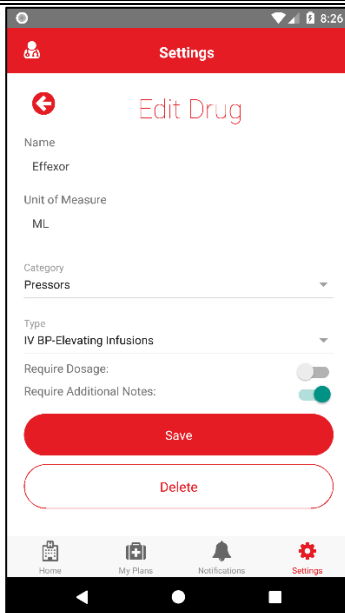 8:26
Settings
Edit Drug
Name
Effexor
Unit of Measure
ML
Category
Pressors
Type
IV BP-Elevating Infusions
Require Dosage:
Require Additional Notes:
Save
Delete
Home My Plans Notifications Settings